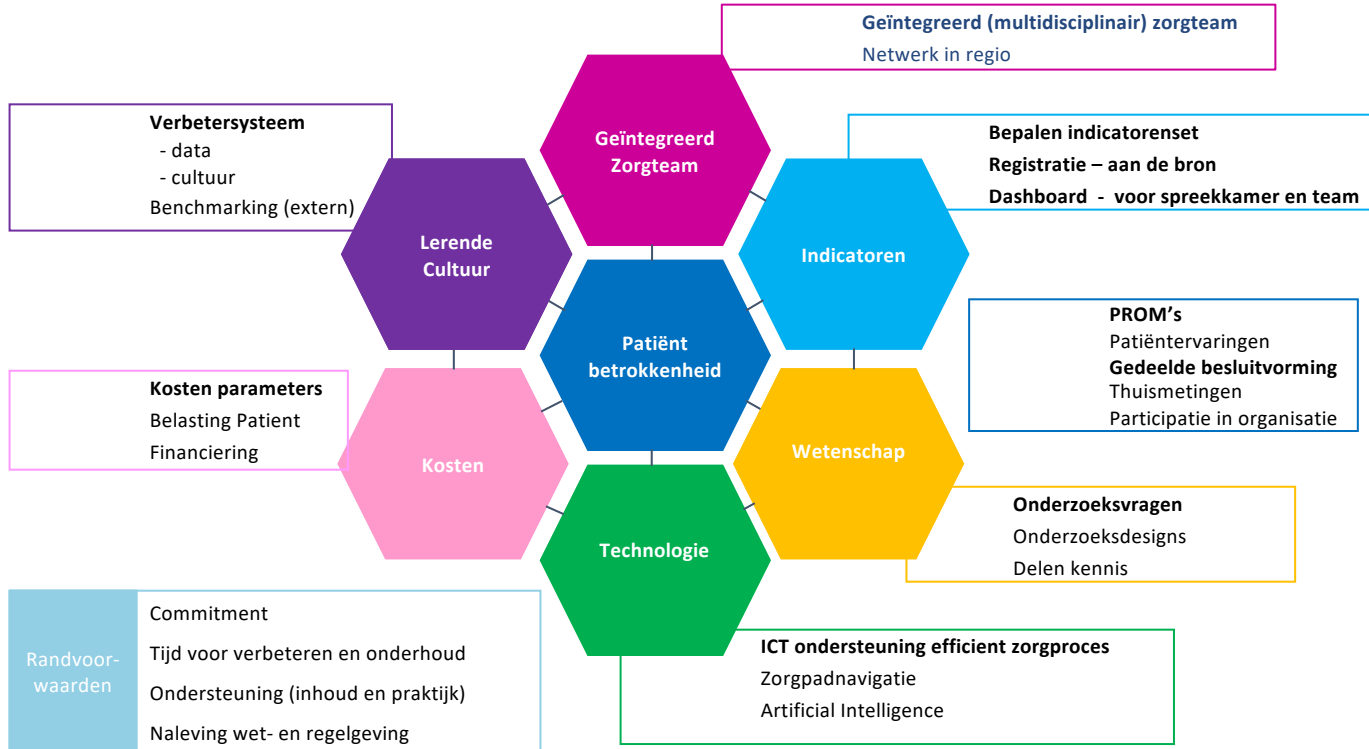 Geïntegreerd (multidisciplinair) zorgteam
Netwerk in regio
Verbetersysteem
- data
- cultuur
Benchmarking (extern)
Geïntegreerd
Zorgteam
Bepalen indicatorenset
Registratie – aan de bron
Dashboard - voor spreekkamer en team
Lerende
Cultuur
Indicatoren
Patiënt
betrokkenheid
PROM's
Patiëntervaringen
Gedeelde besluitvorming
Thuismetingen
Participatie in organisatie
Kosten parameters
Belasting Patient
Financiering
Kosten
Wetenschap
Onderzoeksvragen
Onderzoeksdesigns
Delen kennis
Technologie
Randvoor-
waarden
Commitment
Tijd voor verbeteren en onderhoud
Ondersteuning (inhoud en praktijk)
Naleving wet- en regelgeving
ICT ondersteuning efficient zorgproces
Zorgpadnavigatie
Artificial Intelligence